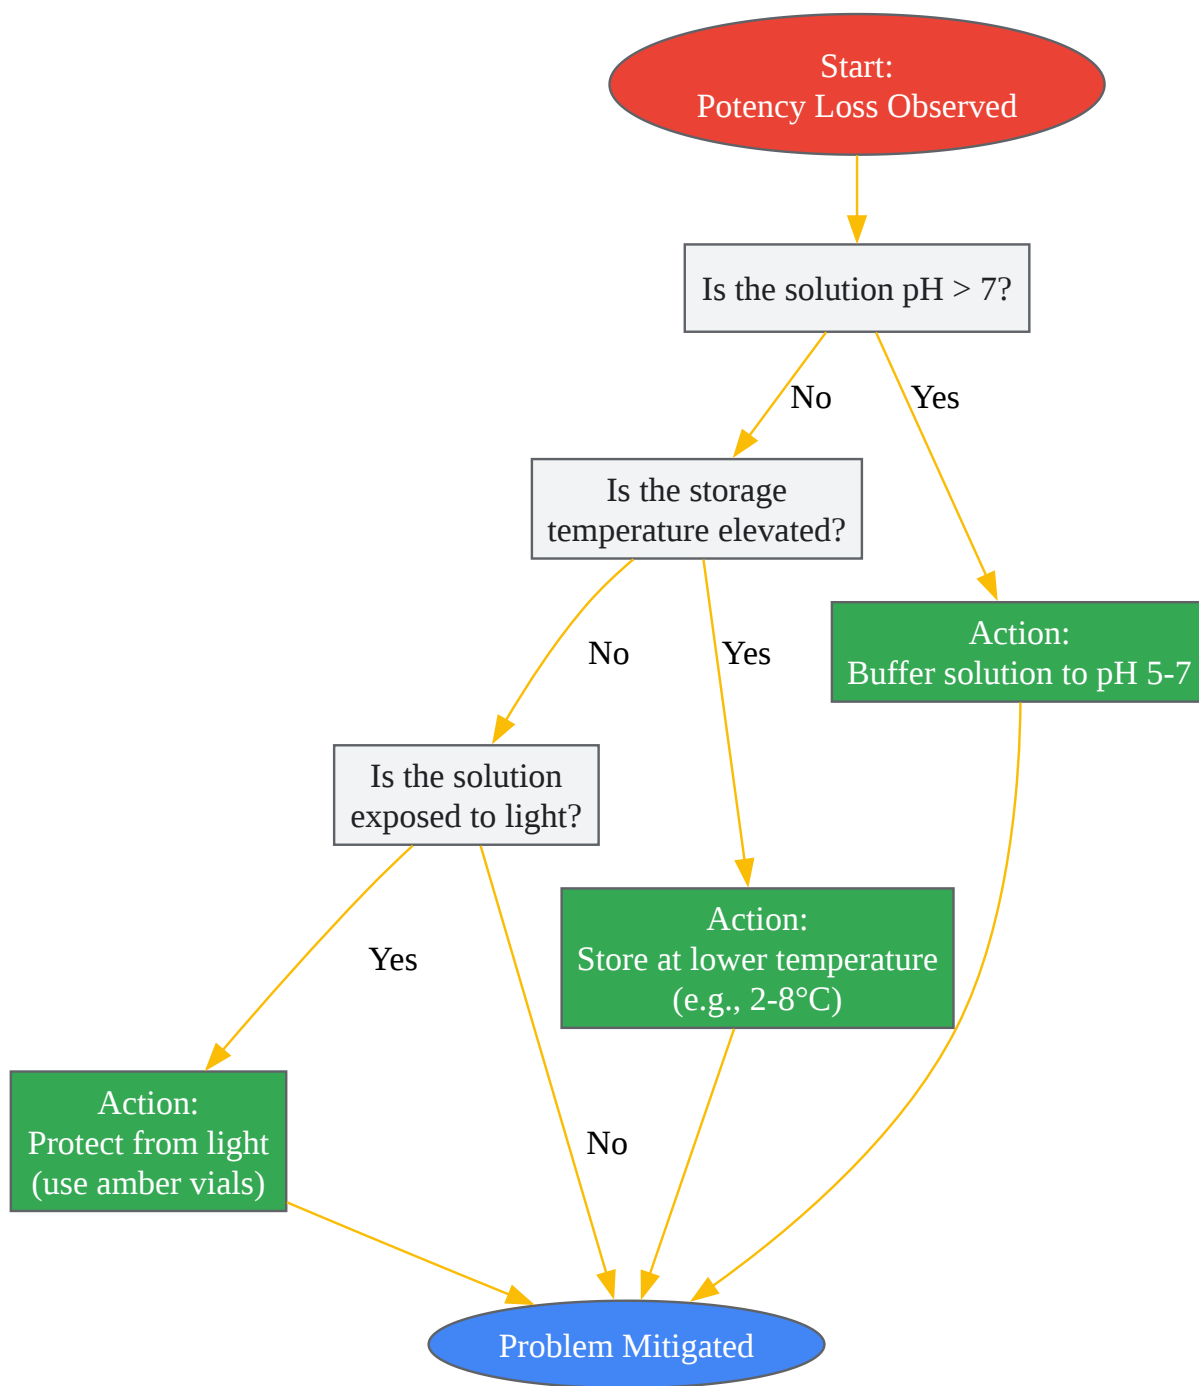 Start:
Potency Loss Observed
Is the solution pH > 7?
No
Yes
Is the storage
temperature elevated?
Action:
Buffer solution to pH 5-7
No
Yes
Is the solution
exposed to light?
Action:
Store at lower temperature
(e.g., 2-8°C)
Yes
Action:
Protect from light
(use amber vials)
No
Problem Mitigated